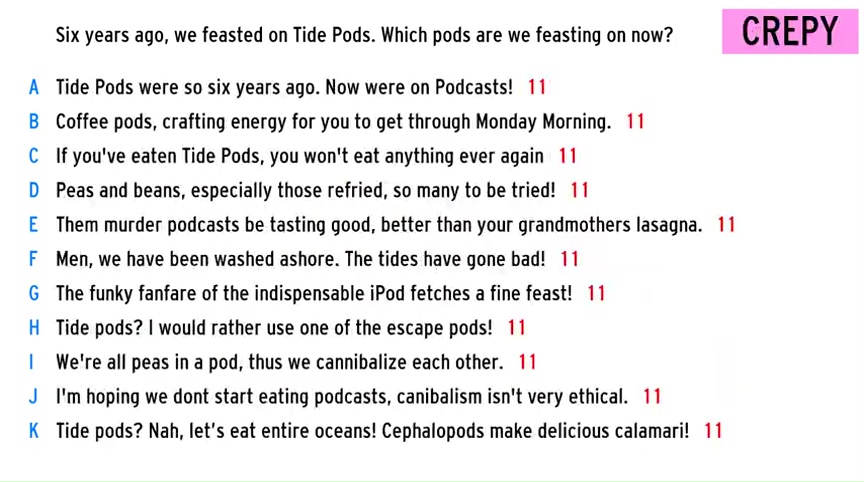 Six years ago, we feasted on Tide Pods. Which pods are we feasting on now?
CREPY
A Tide Pods were so six years ago. Now were on Podcasts! 11
B Coffee pods, crafting energy for you to get through Monday Morning. 11
C If you've eaten Tide Pods, you won't eat anything ever again 11
D Peas and beans, especially those refried, so many to be tried! 11
E Them murder podcasts be tasting good, better than your grandmothers lasagna. 11
F Men, we have been washed ashore. The tides have gone bad! 11
G The funky fanfare of the indispensable iPod fetches a fine feast! 11
H Tide pods? I would rather use one of the escape pods! 11
I We're all peas in a pod, thus we cannibalize each other. 11
J I'm hoping we dont start eating podcasts, canibalism isn't very ethical. 11
K Tide pods? Nah, let's eat entire oceans! Cephalopods make delicious calamari! 11